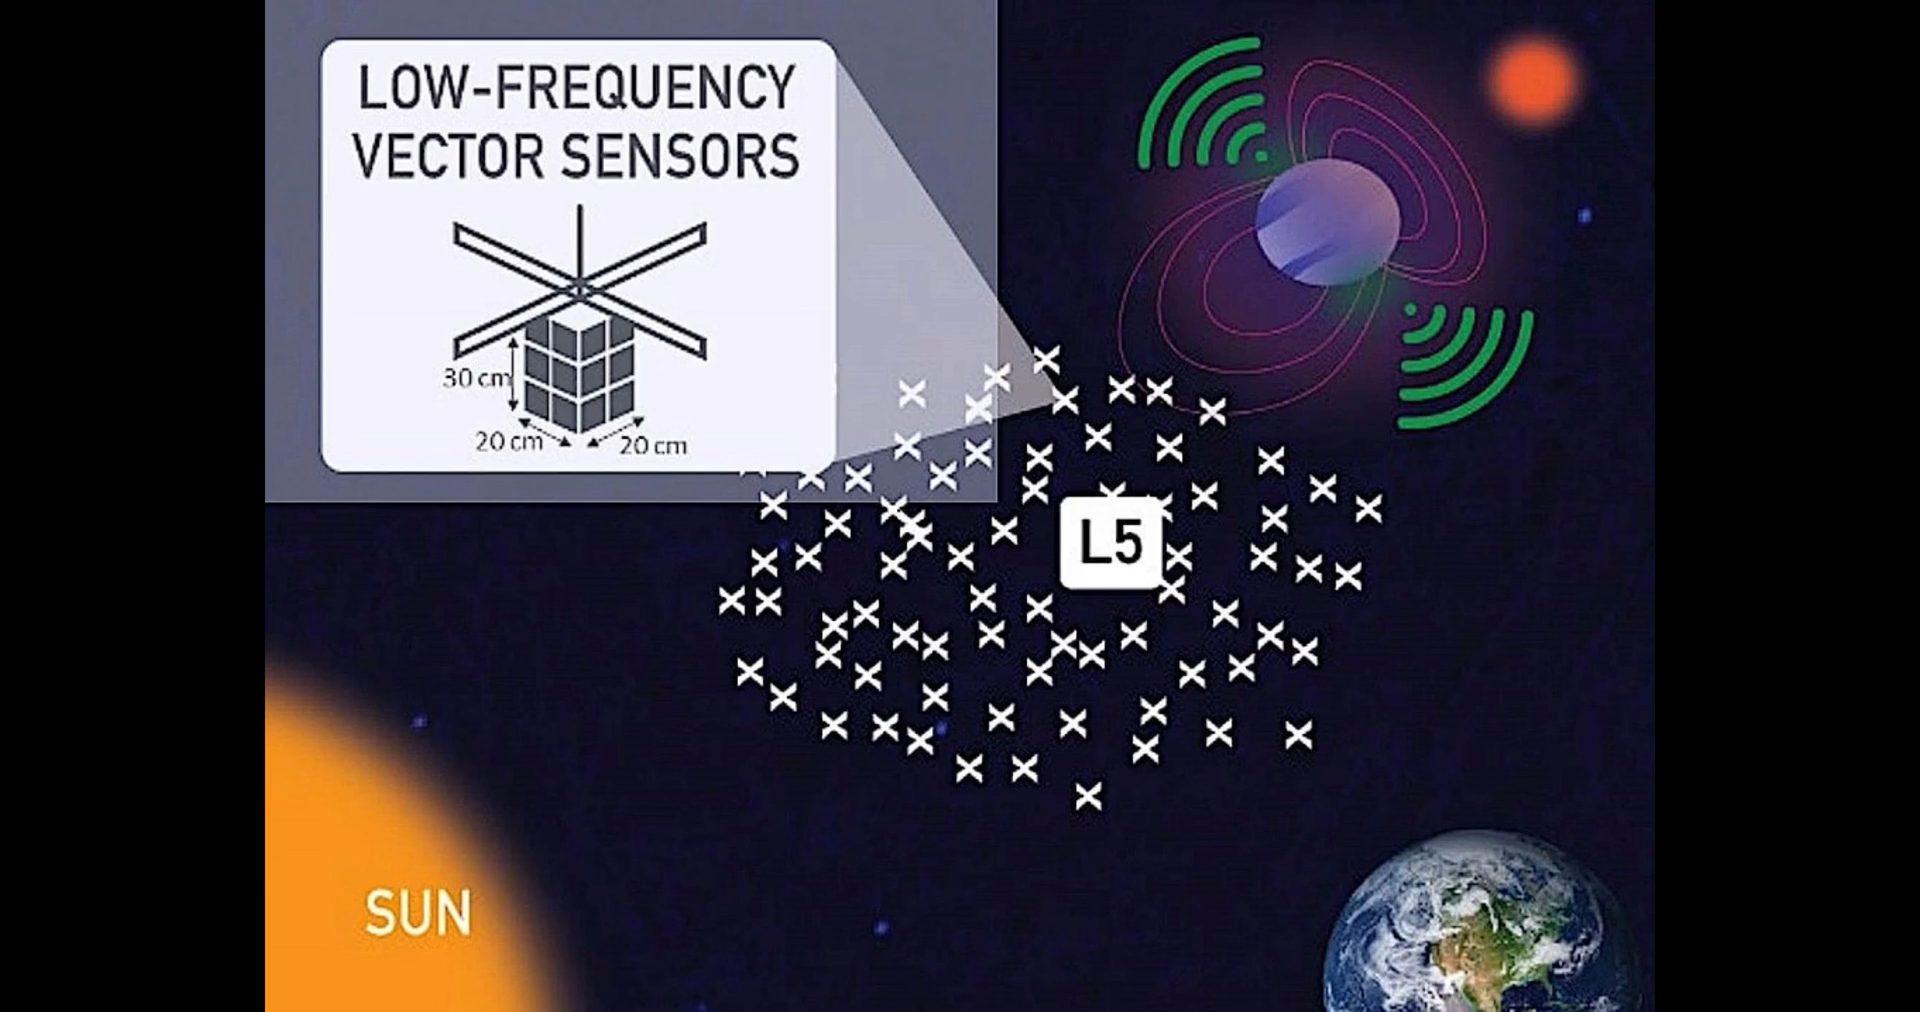 LOW-FREQUENCY
VECTOR SENSORS
30 cm
20 cm
20 cm
L5
SUN